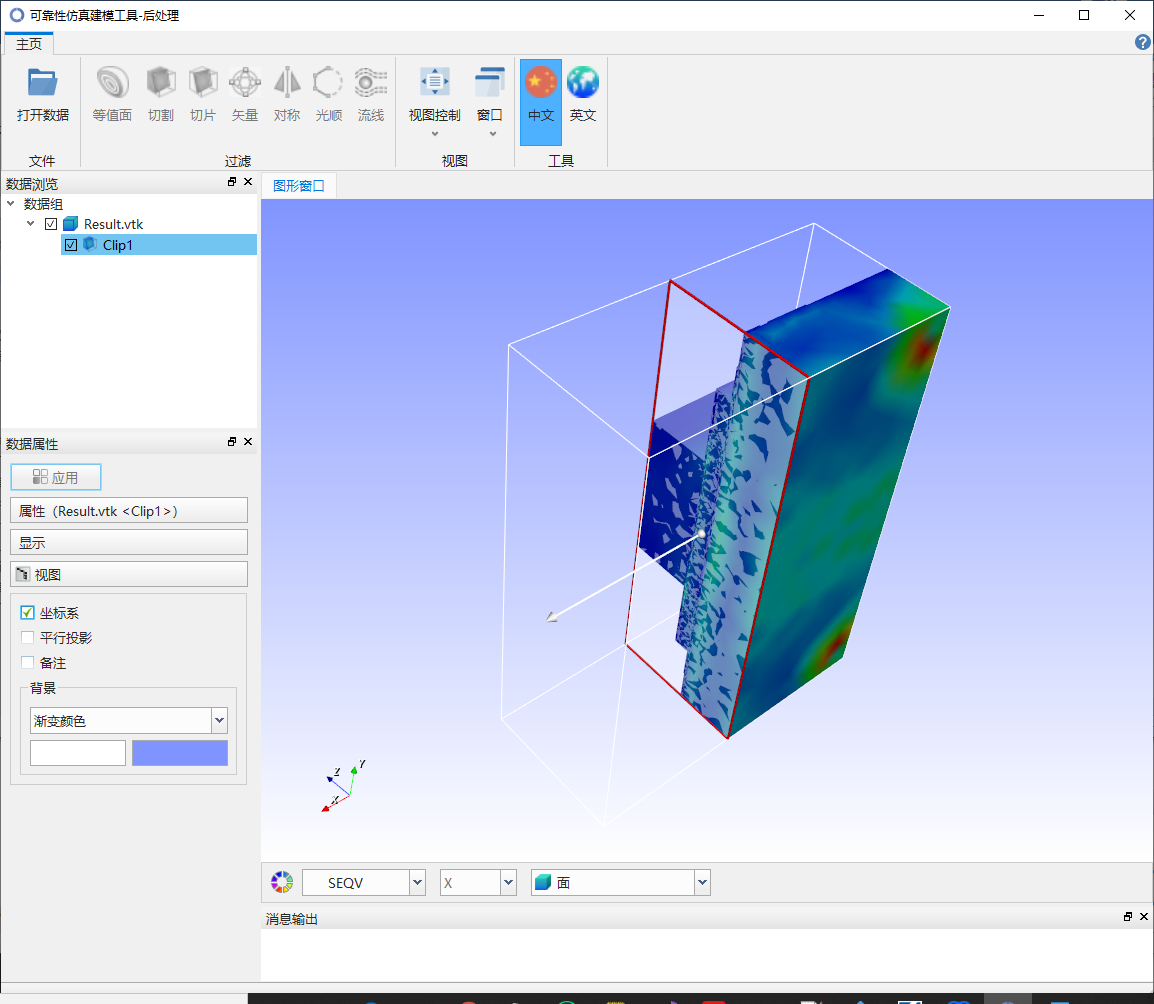 可靠性仿真建模工具-后处理
主页
打开数据
等值面
切割
切片
矢量
对称
光顺
流线
视图控制
窗口
中文
英文
文件
过滤
视图
工具
数据浏览
图形窗口
数据组
Result.vtk
Clip1
数据属性
应用
属性（Result.vtk <Clip1>）
显示
视图
坐标系
平行投影
备注
背景
渐变颜色
Z
Y
X
SEQV
X
面
消息输出